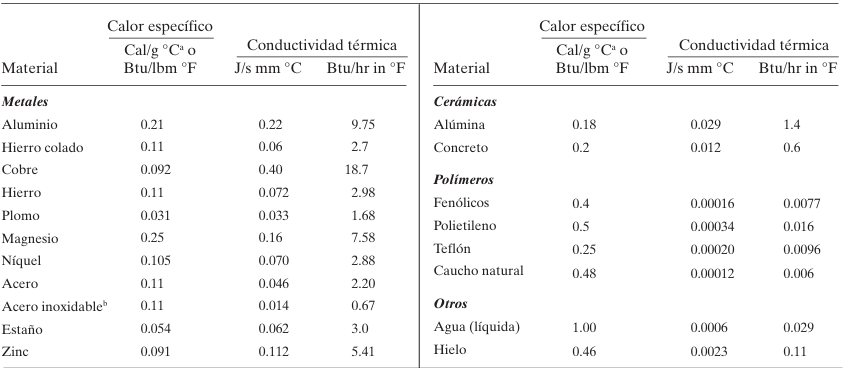 Calor específico
Cal/g °Cᵃ o Conductividad térmica
Material Btu/lbm °F J/s mm °C Btu/hr in °F
Metales
Aluminio 0.21 0.22 9.75
Hierro colado 0.11 0.06 2.7
Cobre 0.092 0.40 18.7
Hierro 0.11 0.072 2.98
Plomo 0.031 0.033 1.68
Magnesio 0.25 0.16 7.58
Níquel 0.105 0.070 2.88
Acero 0.11 0.046 2.20
Acero inoxidableᵇ 0.11 0.014 0.67
Estaño 0.054 0.062 3.0
Zinc 0.091 0.112 5.41
Calor específico
Cal/g °Cᵃ o Conductividad térmica
Material Btu/lbm °F J/s mm °C Btu/hr in °F
Cerámicas
Alúmina 0.18 0.029 1.4
Concreto 0.2 0.012 0.6
Polímeros
Fenólicos 0.4 0.00016 0.0077
Polietileno 0.5 0.00034 0.016
Teflón 0.25 0.00020 0.0096
Caucho natural 0.48 0.00012 0.006
Otros
Agua (líquida) 1.00 0.0006 0.029
Hielo 0.46 0.0023 0.11